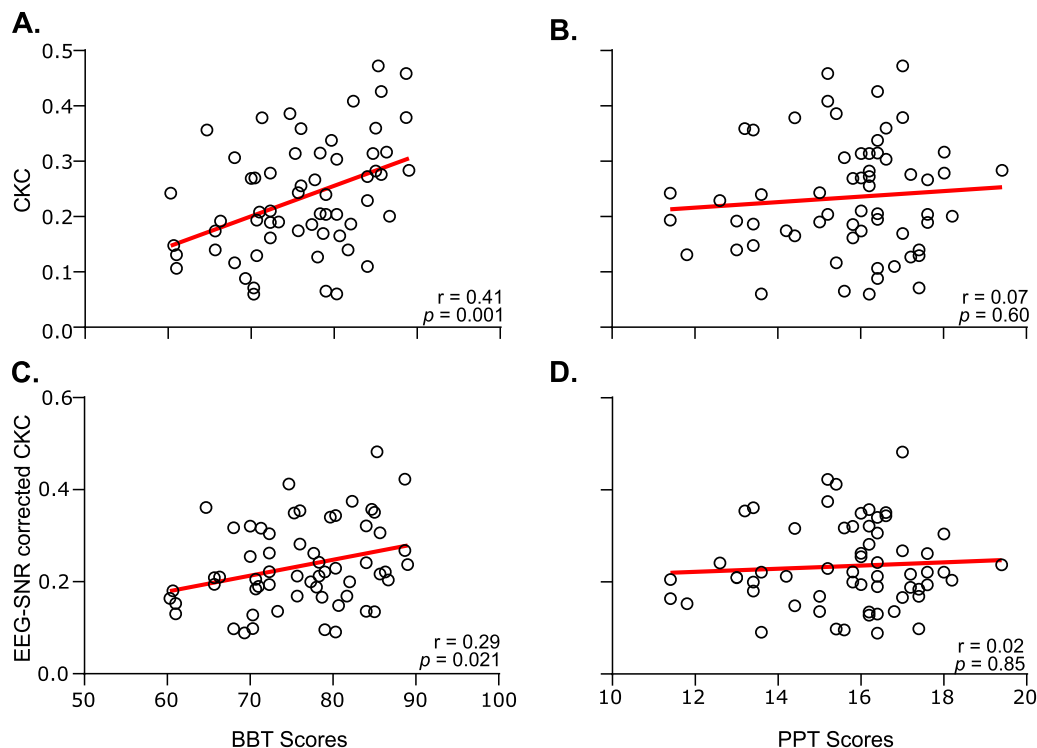 A.
B.
0.5
0.4
0.3
0.2
0.1
0.0
CKC
r = 0.41
p = 0.001
r = 0.07
p = 0.60
C.
D.
0.6
0.4
0.2
0.0
EEG-SNR corrected CKC
r = 0.29
p = 0.021
r = 0.02
p = 0.85
50 60 70 80 90 100
10 12 14 16 18 20
BBT Scores
PPT Scores